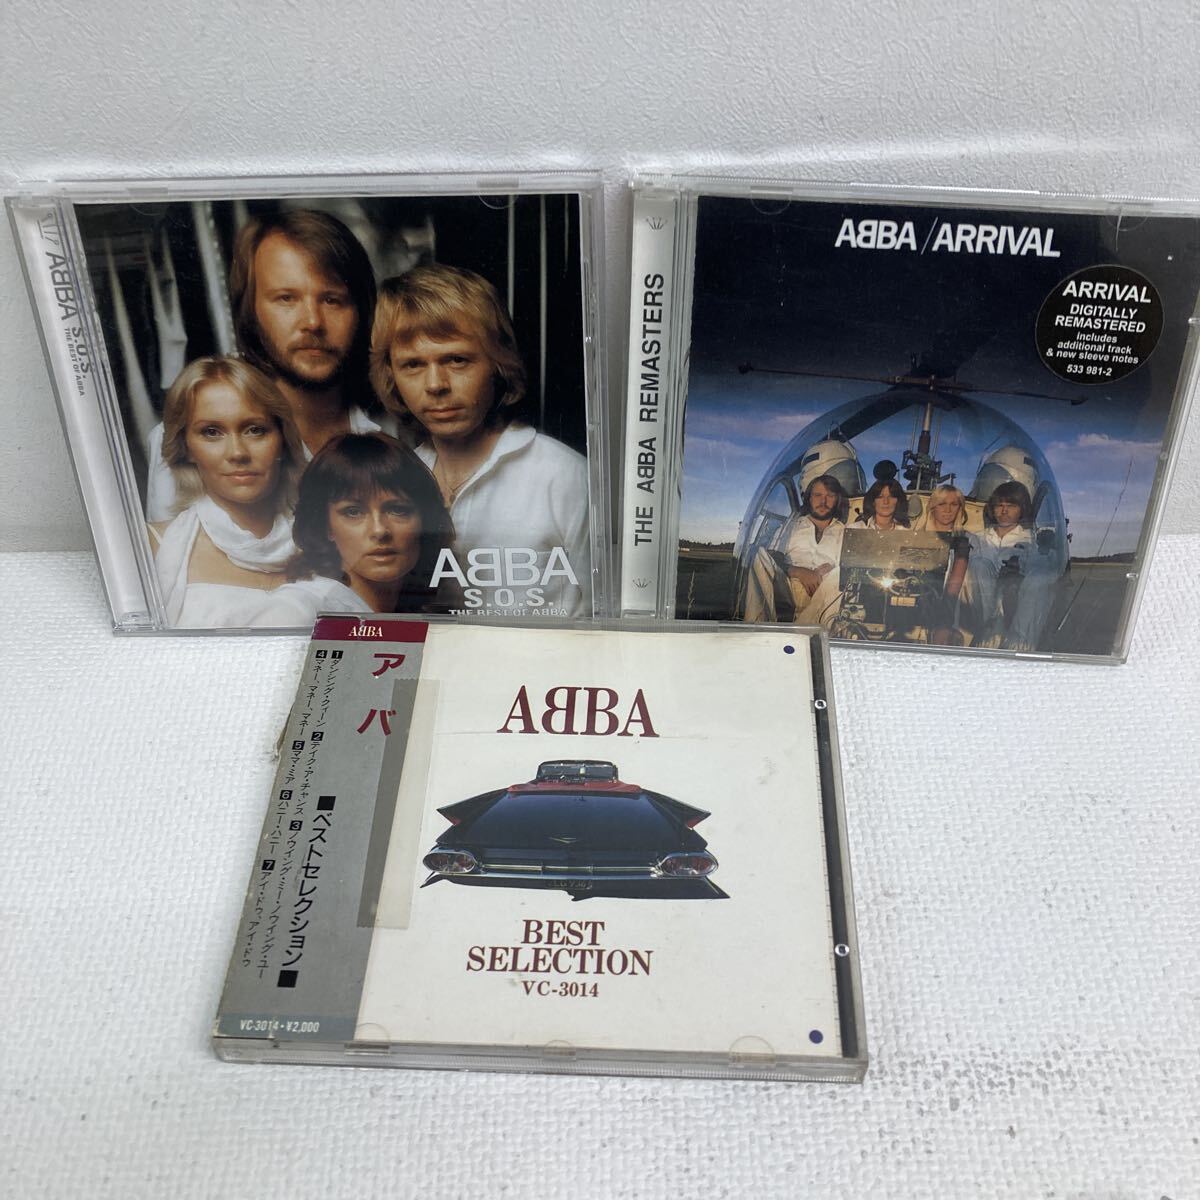 ABBA
S.O.S.
THE BEST OF ABBA
ABBA
S.O.S.
THE BEST OF ABBA
THE ABBA REMASTERS
ABBA/ARRIVAL
ARRIVAL
DIGITALLY
REMASTERED
includes
additional track
& new sleeve notes
533 981-2
ABBA
アバ
■ベストセレクション■
1ダンシング・クィーン 2テイク・ア・チャンス 3ノウイング・ミー・ノウイング・ユー
4マネー、マネー、マネー 5ママ・ミア 6ハニー・ハニー 7アイ・ドゥ、アイ・ドゥ
VC-3014・¥2,000
ABBA
BEST
SELECTION
VC-3014